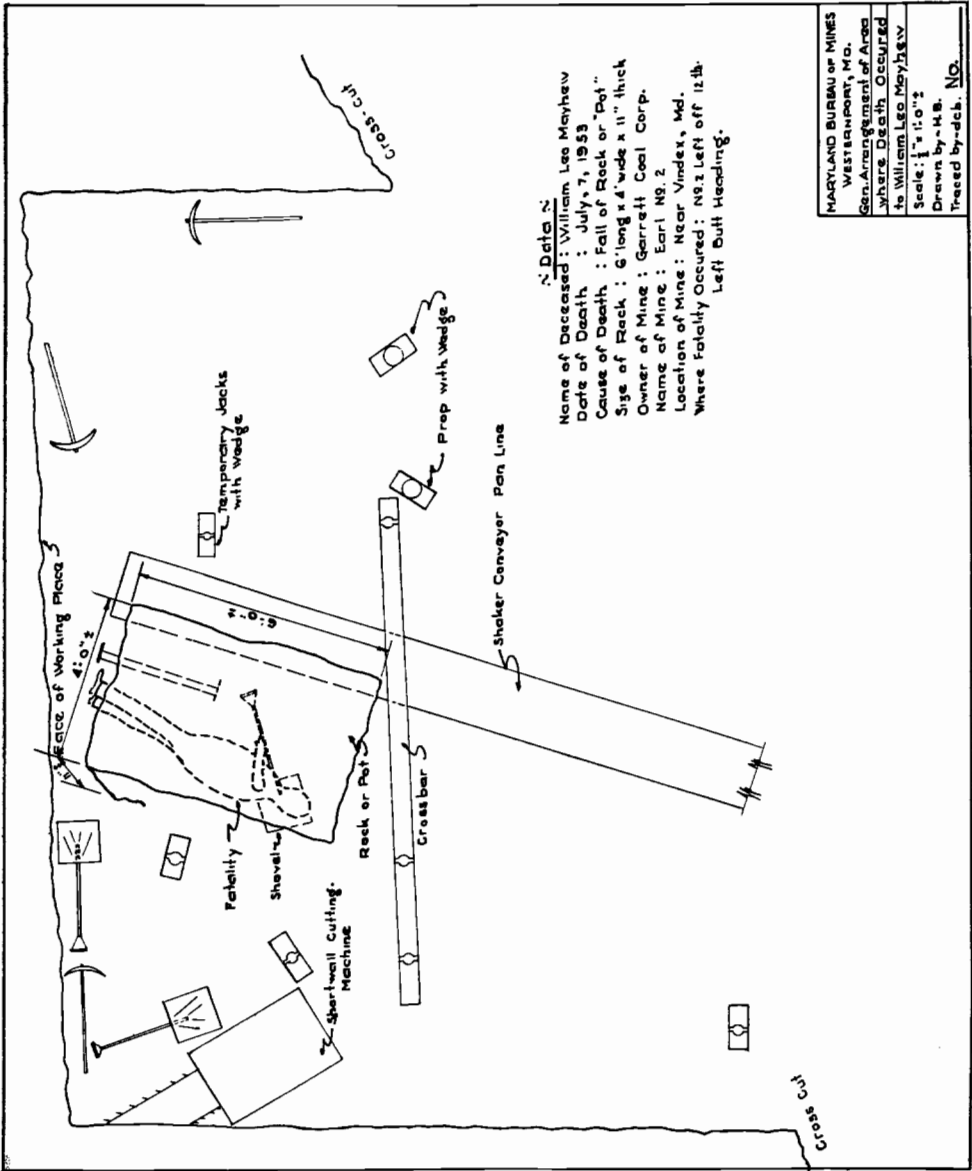 Cross-cut
Face of Working Place
4'-0"±
11"±
6'-0"±
Temporary Jacks
with Wedge
Prop with Wedge
Fatality
Shovel
Rock or Pot
Crossbar
Shortwall Cutting
Machine
Shaker Conveyor Pan Line
Cross Cut
Data
Name of Deceased : William Leo Mayhew
Date of Death : July, 7, 1953
Cause of Death : Fall of Rock or "Pot"
Size of Rock : 6' long x 4' wide x 11" thick
Owner of Mine : Garrett Coal Corp.
Name of Mine : Earl No. 2
Location of Mine : Near Vindex, Md.
Where Fatality Occured : No. 2 Left off 12th.
Left Butt Heading.
MARYLAND BUREAU OF MINES
WESTERNPORT, MD.
Gen. Arrangement of Area
where Death Occured
to William Leo Mayhew
Scale: = 1'-0"±
Drawn by-H.B.
Traced by-dcb. No.